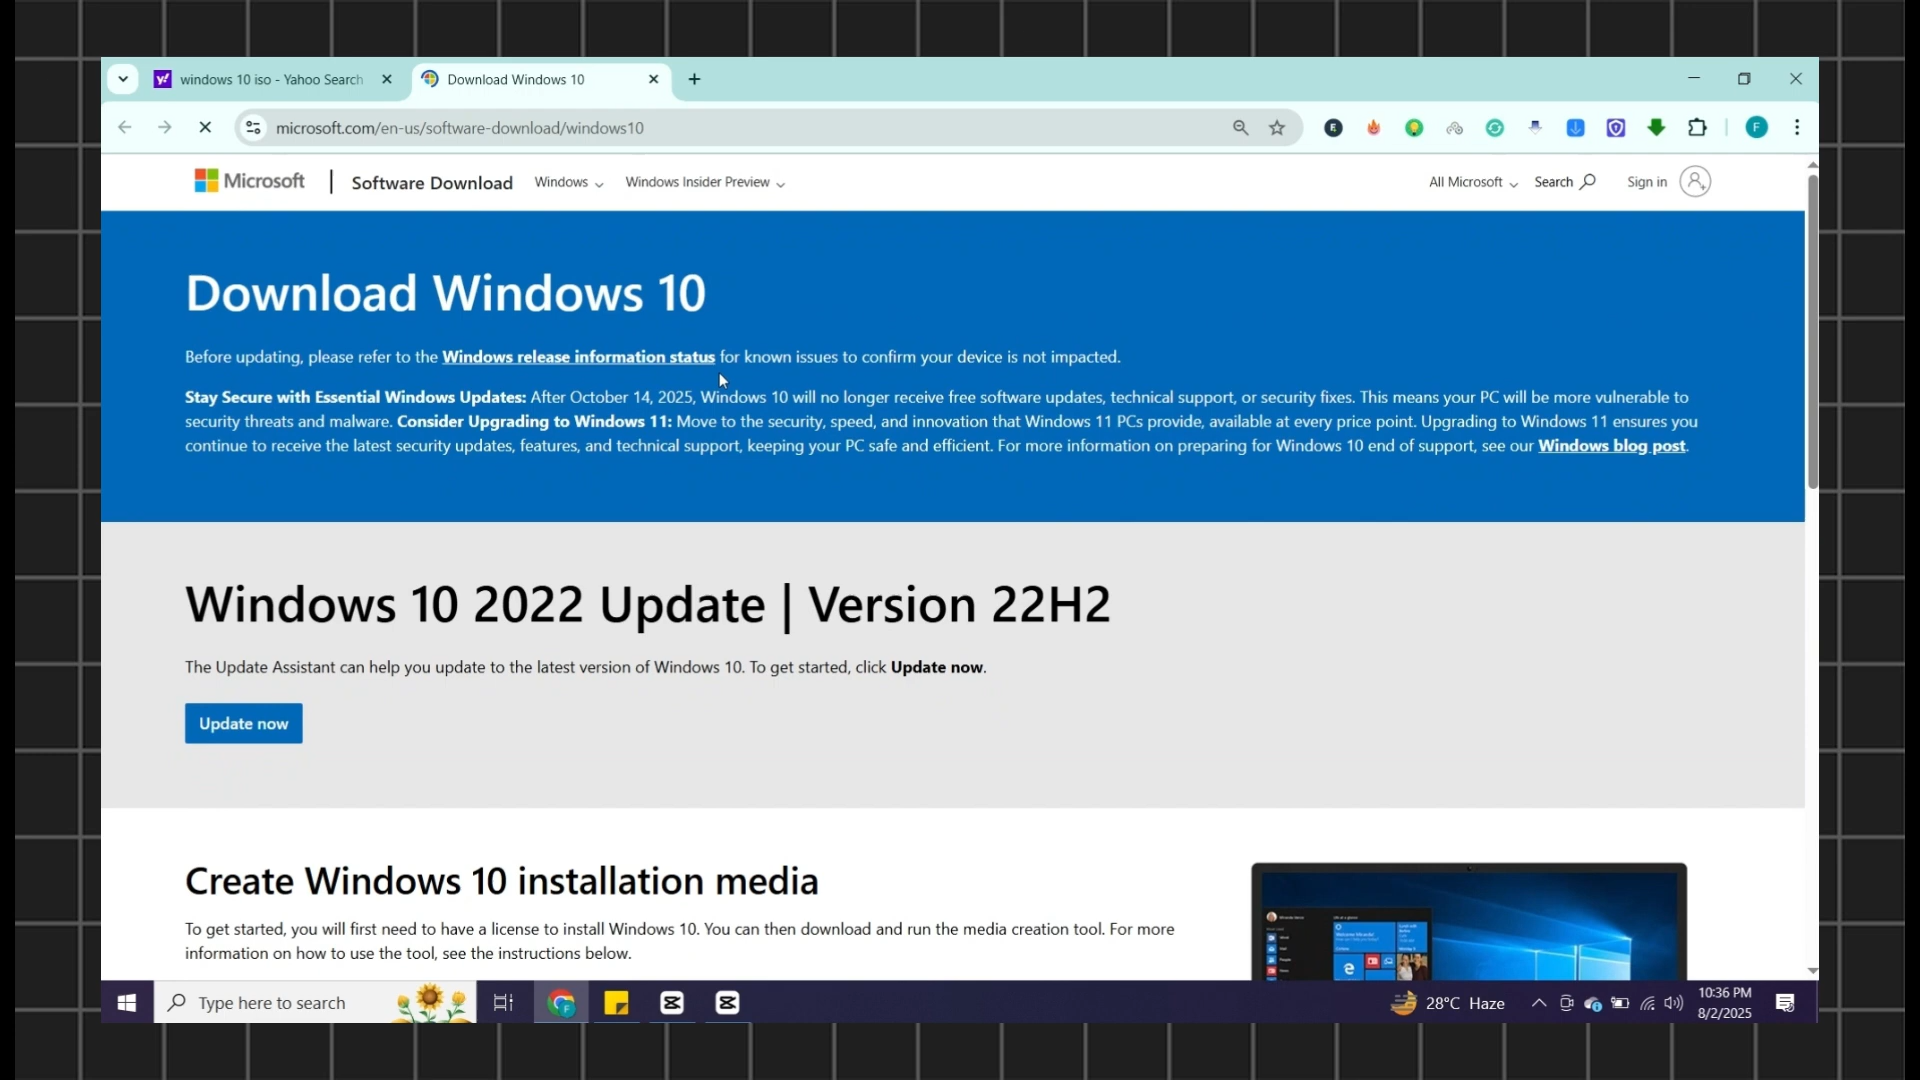 windows 10 iso - Yahoo Search
Download Windows 10
microsoft.com/en-us/software-download/windows10
E
F
Microsoft
Software Download
Windows
Windows Insider Preview
All Microsoft
Search
Sign in
Download Windows 10
Before updating, please refer to the Windows release information status for known issues to confirm your device is not impacted.
Stay Secure with Essential Windows Updates: After October 14, 2025, Windows 10 will no longer receive free software updates, technical support, or security fixes. This means your PC will be more vulnerable to
security threats and malware. Consider Upgrading to Windows 11: Move to the security, speed, and innovation that Windows 11 PCs provide, available at every price point. Upgrading to Windows 11 ensures you
continue to receive the latest security updates, features, and technical support, keeping your PC safe and efficient. For more information on preparing for Windows 10 end of support, see our Windows blog post.
Windows 10 2022 Update | Version 22H2
The Update Assistant can help you update to the latest version of Windows 10. To get started, click Update now.
Update now
Create Windows 10 installation media
To get started, you will first need to have a license to install Windows 10. You can then download and run the media creation tool. For more
information on how to use the tool, see the instructions below.
Type here to search
28°C Haze
10:36 PM
8/2/2025